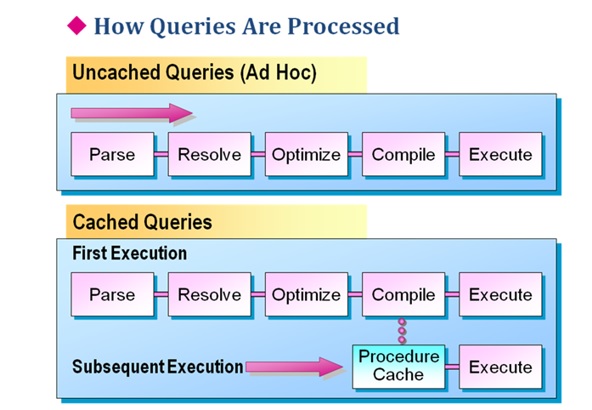 How Queries Are Processed
Uncached Queries (Ad Hoc)
Parse Resolve Optimize Compile Execute
Cached Queries
First Execution
Parse Resolve Optimize Compile Execute
Subsequent Execution Procedure Cache Execute